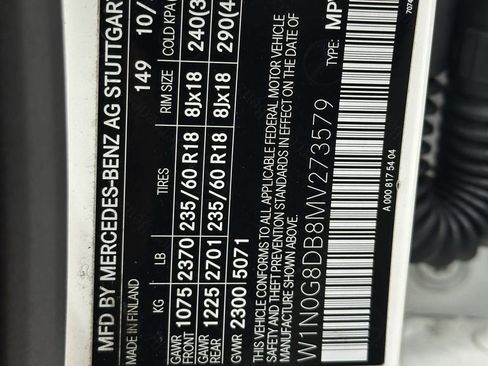 MFD BY MERCEDES-BENZ AG STUTTGAR
MADE IN FINLAND
149
10/
KG LB TIRES RIM SIZE COLD KPA
GAWR
FRONT 1075 2370 235/60 R18 8Jx18 240(3
GAWR
REAR 1225 2701 235/60 R18 8Jx18 290(4
GVWR 2300 5071
THIS VEHICLE CONFORMS TO ALL APPLICABLE FEDERAL MOTOR VEHICLE
SAFETY AND THEFT PREVENTION STANDARDS IN EFFECT ON THE DATE
OF MANUFACTURE SHOWN ABOVE.
W1N0G8DB8MV273579
MP
A 000 817 54 04